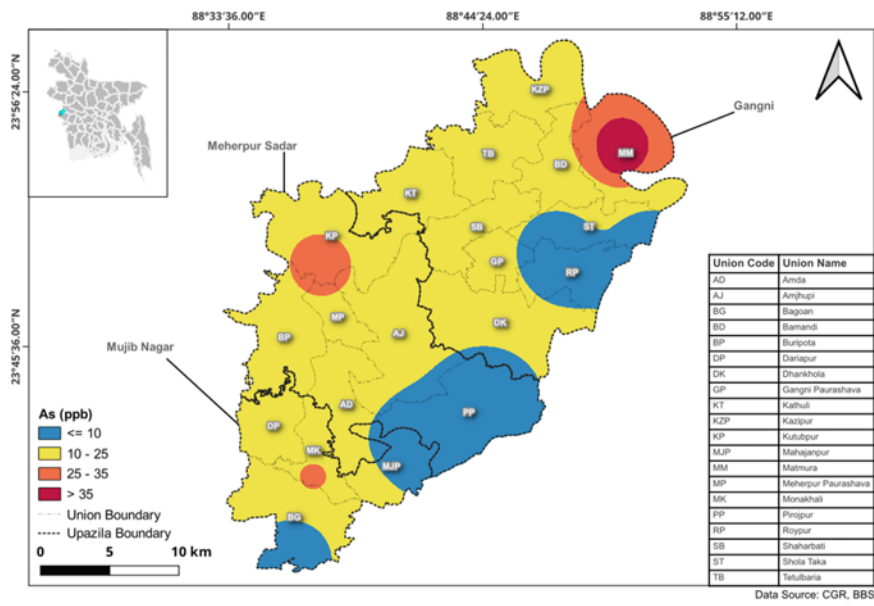 88°33'36.00"E 88°44'24.00"E 88°55'12.00"E
23°56'24.00"N
23°45'36.00"N
Gangni
Meherpur Sadar
Mujib Nagar
KZP
MM
TB
BD
KT
KP
SB
ST
GP
RP
MP
BP
AJ
DK
AD
PP
DP
MK
MJP
BG
As (ppb)
<= 10
10 - 25
25 - 35
> 35
Union Boundary
Upazila Boundary
0 5 10 km
Union Code Union Name
AD Amda
AJ Amjhupi
BG Bagoan
BD Bamandi
BP Buripota
DP Dariapur
DK Dhankhola
GP Gangni Paurashava
KT Kathuli
KZP Kazipur
KP Kutubpur
MJP Mahajanpur
MM Matmura
MP Meherpur Paurashava
MK Monakhali
PP Pirojpur
RP Roypur
SB Shaharbati
ST Shola Taka
TB Tetulbaria
Data Source: CGR, BBS